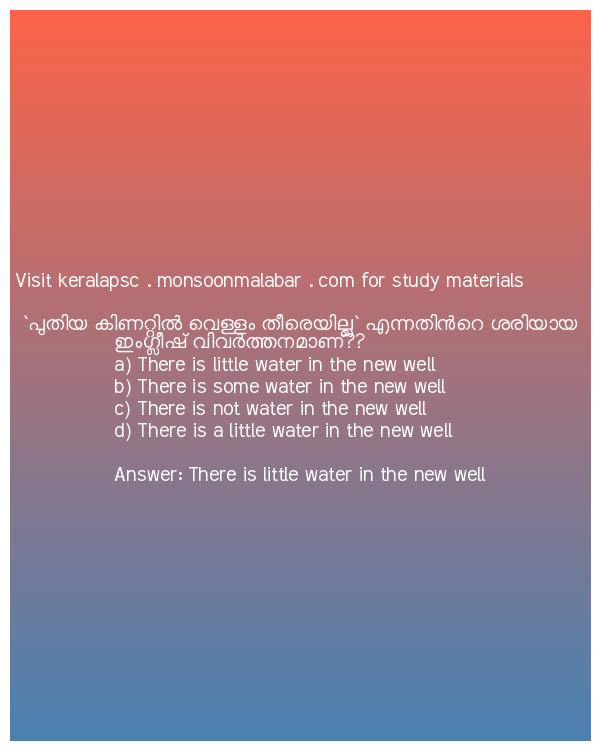 Visit keralapsc . monsoonmalabar . com for study materials
`പുതിയ കിണറ്റിൽ വെള്ളം തീരെയില്ല` എന്നതിൻറെ ശരിയായ
ഇംഗ്ലീഷ് വിവർത്തനമാണ്??
a) There is little water in the new well
b) There is some water in the new well
c) There is not water in the new well
d) There is a little water in the new well
Answer: There is little water in the new well